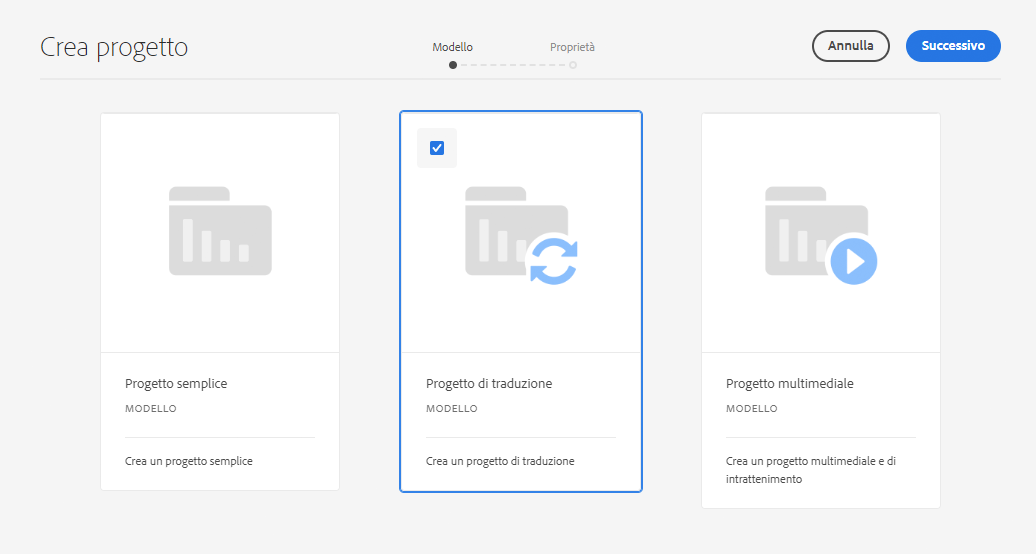 Crea progetto
Modello
Proprietà
Annulla
Successivo
Progetto semplice
MODELLO
Crea un progetto semplice
Progetto di traduzione
MODELLO
Crea un progetto di traduzione
Progetto multimediale
MODELLO
Crea un progetto multimediale e di
intrattenimento